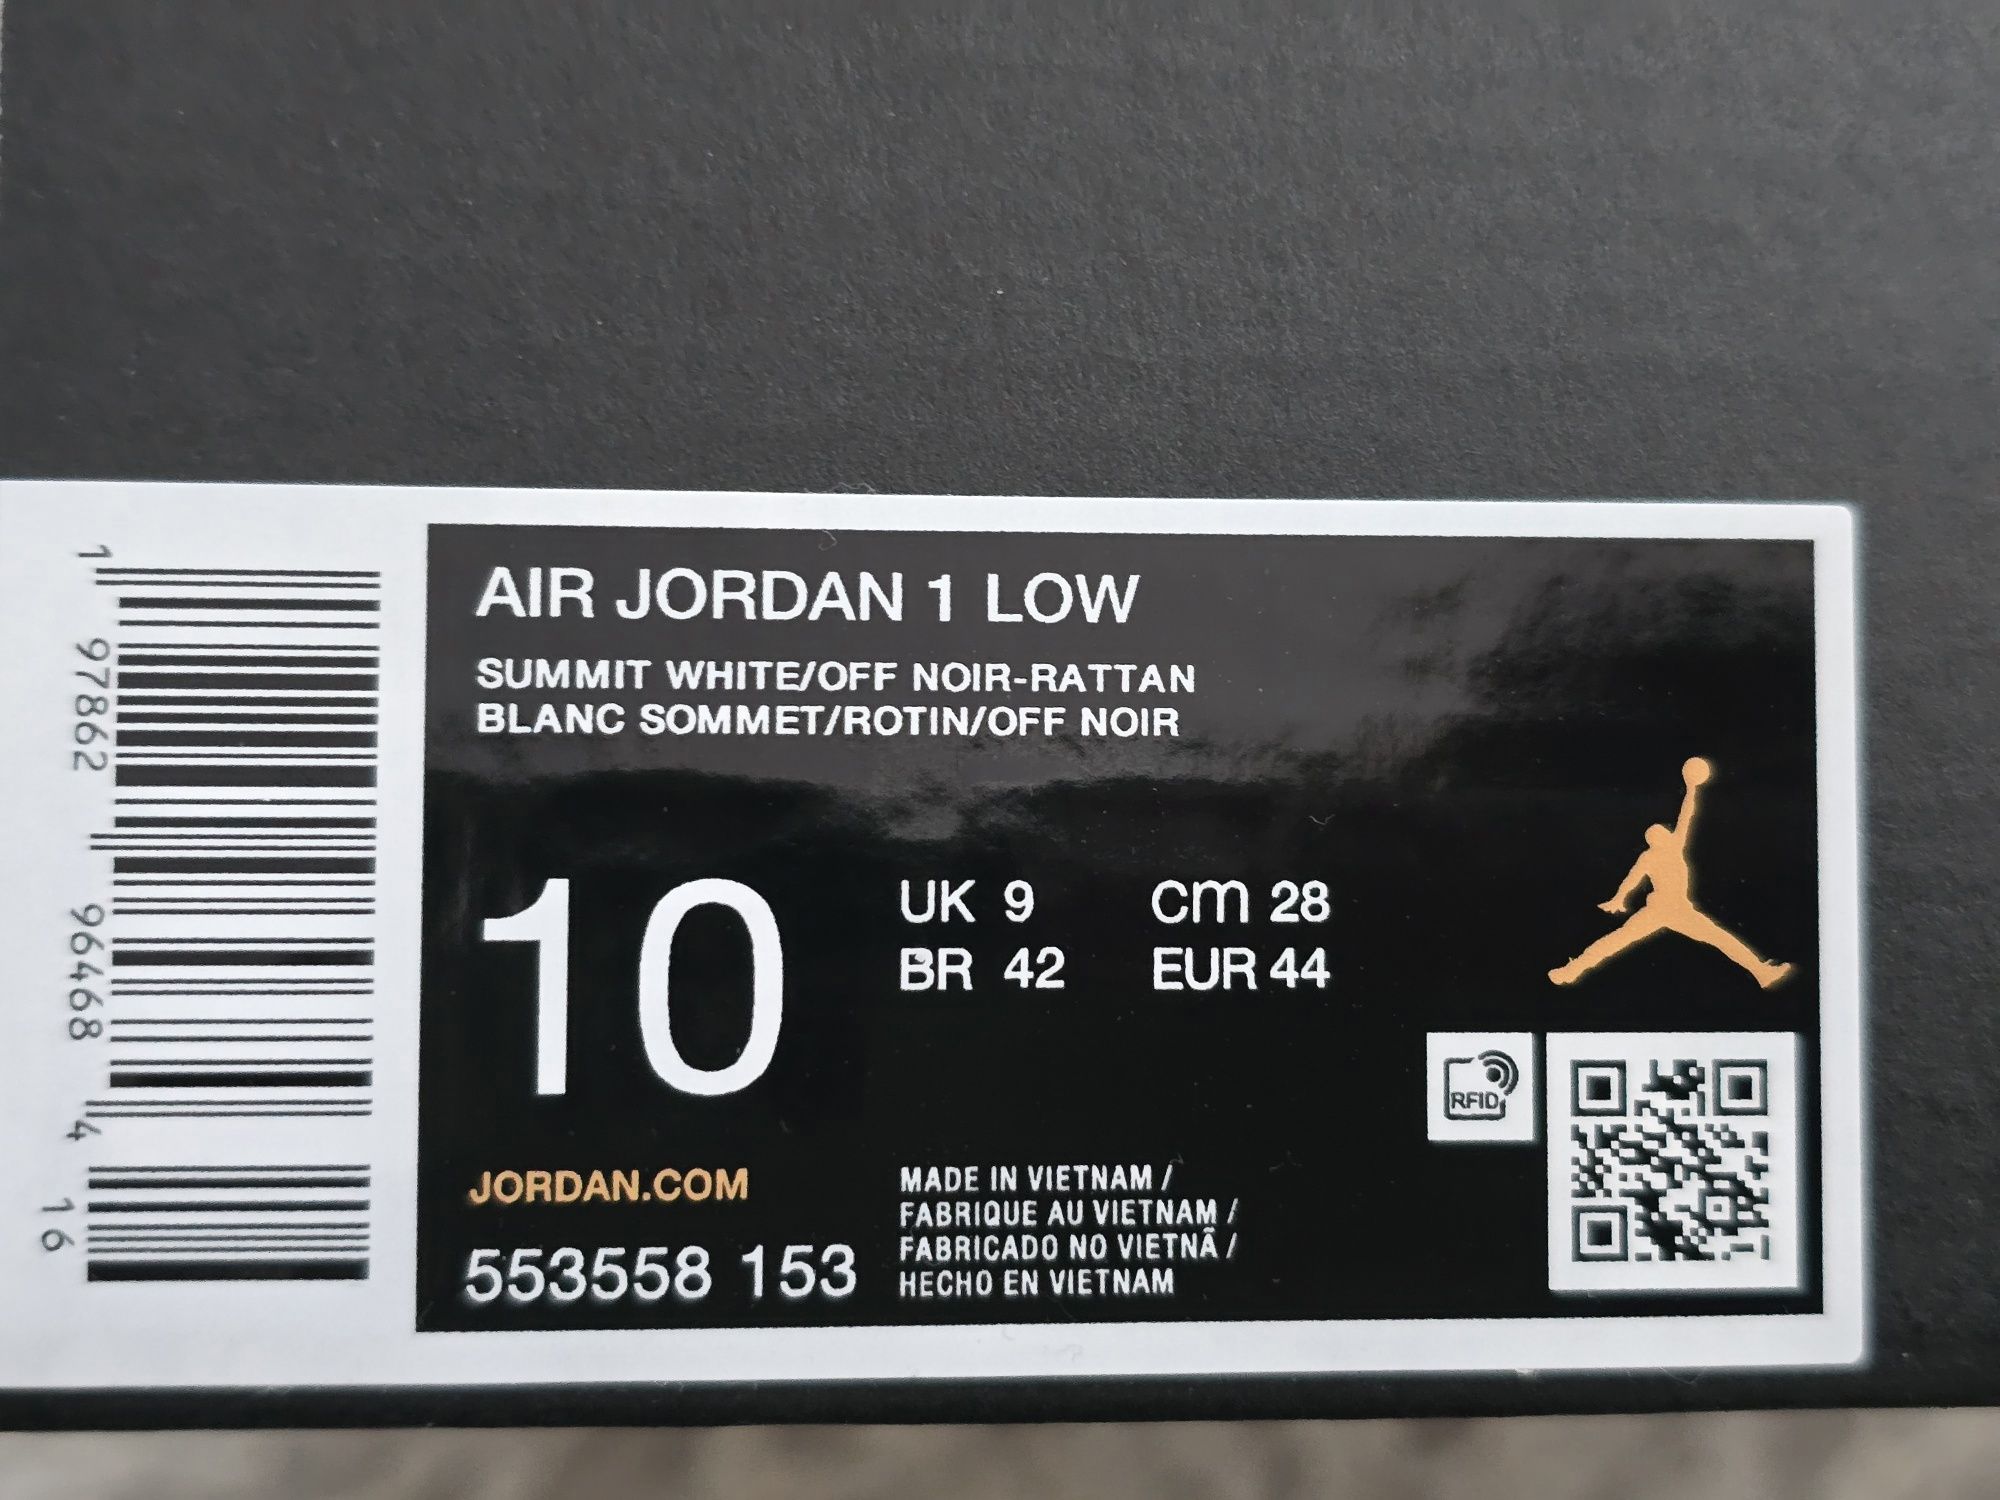 AIR JORDAN 1 LOW
SUMMIT WHITE/OFF NOIR-RATTAN
BLANC SOMMET/ROTIN/OFF NOIR
10
UK 9 cm 28
BR 42 EUR 44
RFID
JORDAN.COM
553558 153
MADE IN VIETNAM /
FABRIQUE AU VIETNAM /
FABRICADO NO VIETNÃ /
HECHO EN VIETNAM
1 97862 96468 4 16